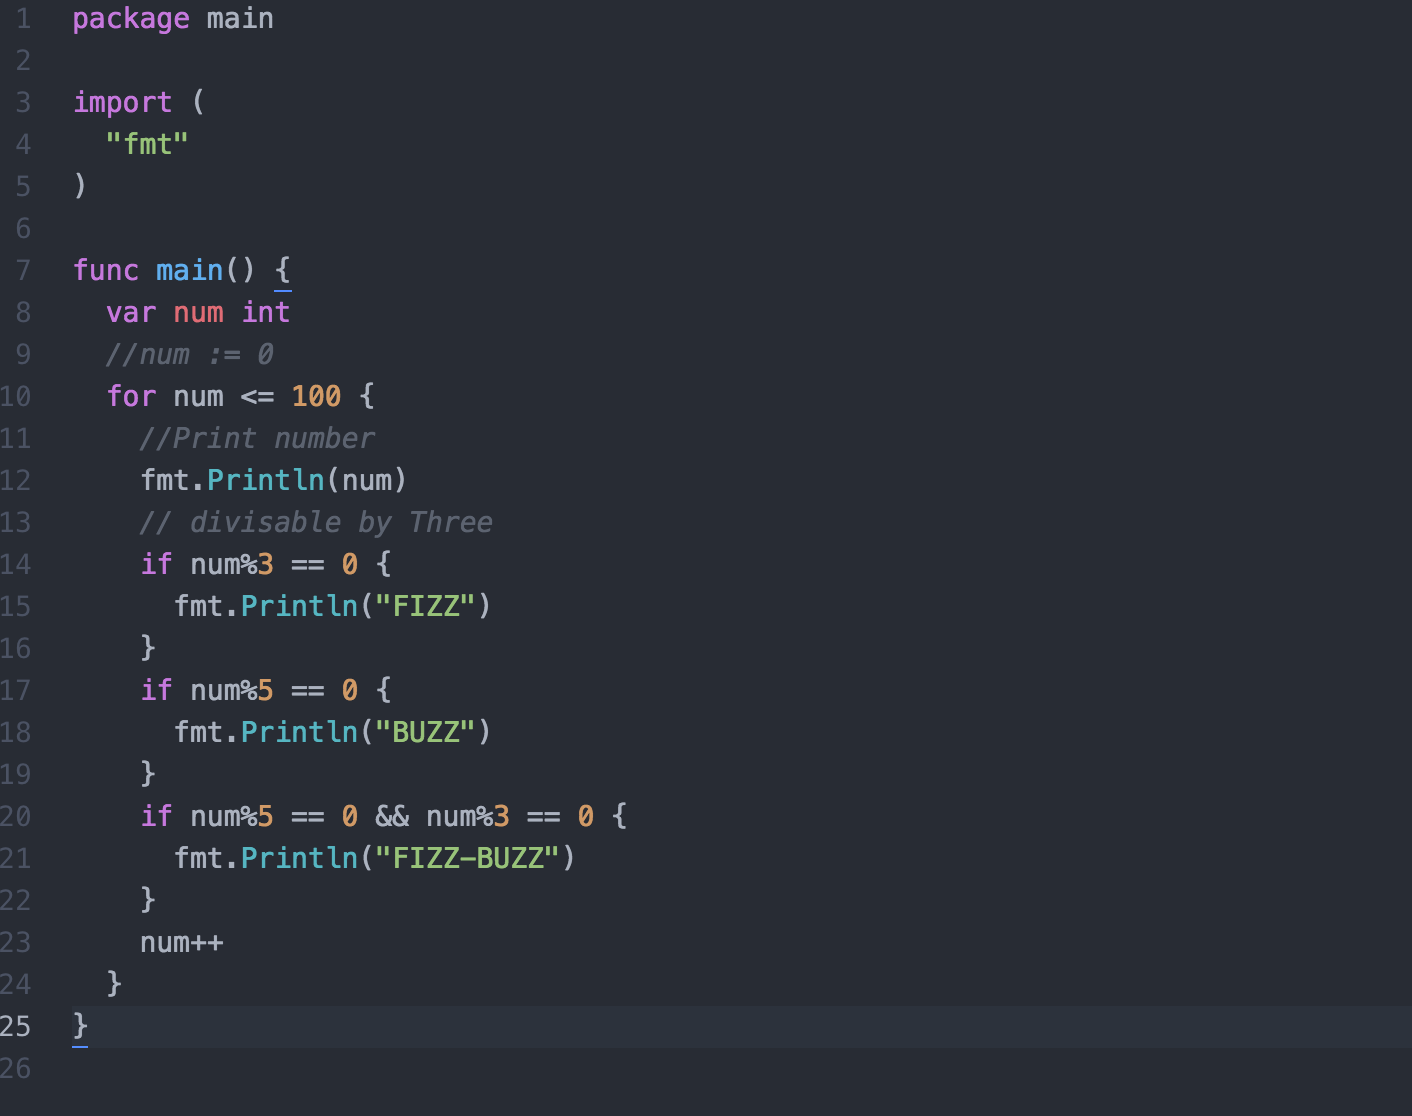 1 package main
2
3 import (
4   "fmt"
5 )
6
7 func main() {
8   var num int
9   //num := 0
10   for num <= 100 {
11     //Print number
12     fmt.Println(num)
13     // divisable by Three
14     if num%3 == 0 {
15       fmt.Println("FIZZ")
16     }
17     if num%5 == 0 {
18       fmt.Println("BUZZ")
19     }
20     if num%5 == 0 && num%3 == 0 {
21       fmt.Println("FIZZ-BUZZ")
22     }
23     num++
24   }
25 }
26